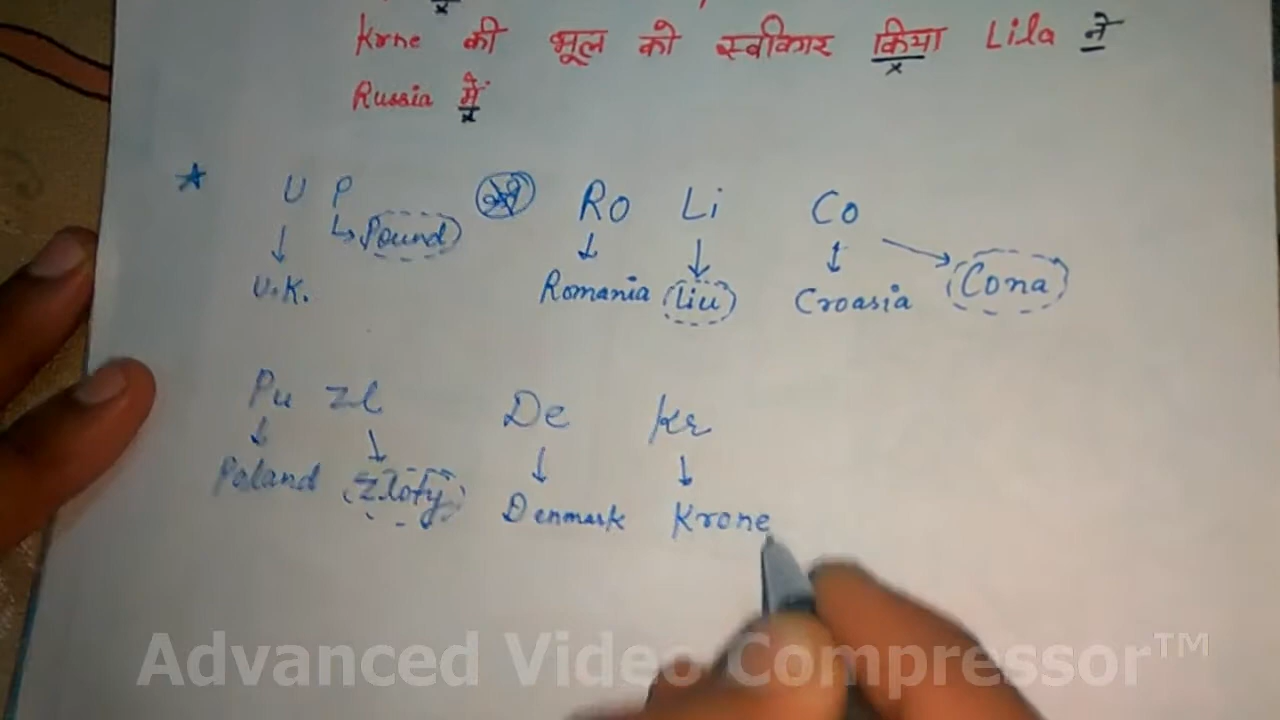 Krne की भूल को स्वीकार किया Lila ने
Russia में
U P Ro Li Co
Pound
U.K. Romania Liu Croasia Cona
Pu Zl De Kr
Poland Zloty Denmark Krone
Advanced Video Compressor™